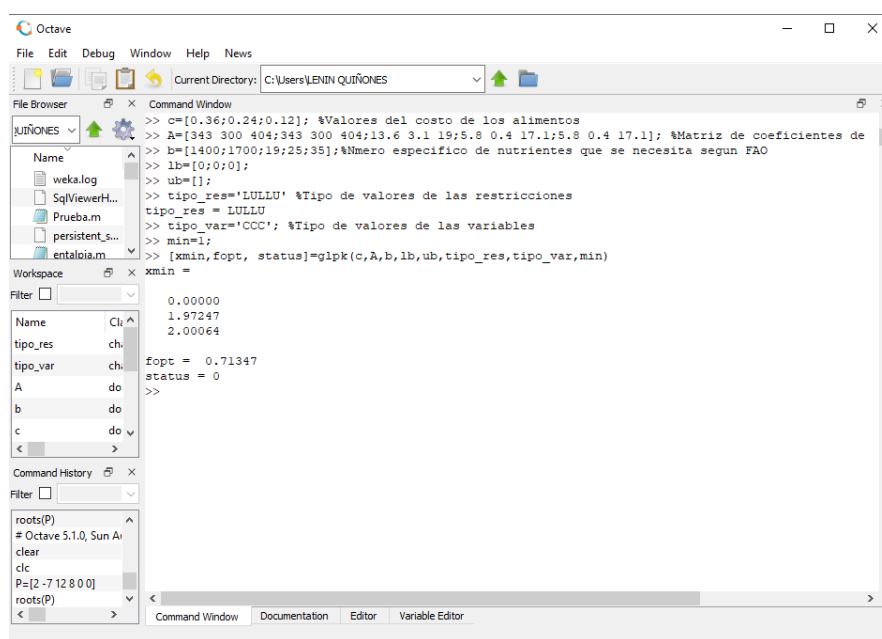 Octave
File Edit Debug Window Help News
Current Directory: C:\Users\LENIN QUIÑONES
File Browser
UIÑONES
Name
weka.log
SqlViewerH...
Prueba.m
persistent_s...
entalpia.m
Workspace
Filter
Name Cla
tipo_res cha
tipo_var cha
A do
b do
c do
Command History
Filter
roots(P)
# Octave 5.1.0, Sun Au
clear
clc
P=[2 -7 12 8 0 0]
roots(P)
Command Window
>> c=[0.36;0.24;0.12]; %Valores del costo de los alimentos
>> A=[343 300 404;343 300 404;13.6 3.1 19;5.8 0.4 17.1;5.8 0.4 17.1]; %Matriz de coeficientes de
>> b=[1400;1700;19;25;35];%Nmero especifico de nutrientes que se necesita segun FAO
>> lb=[0;0;0];
>> ub=[];
>> tipo_res='LULLU' %Tipo de valores de las restricciones
tipo_res = LULLU
>> tipo_var='CCC'; %Tipo de valores de las variables
>> min=1;
>> [xmin,fopt, status]=glpk(c,A,b,lb,ub,tipo_res,tipo_var,min)
xmin =
0.00000
1.97247
2.00064
fopt = 0.71347
status = 0
>>
Command Window Documentation Editor Variable Editor